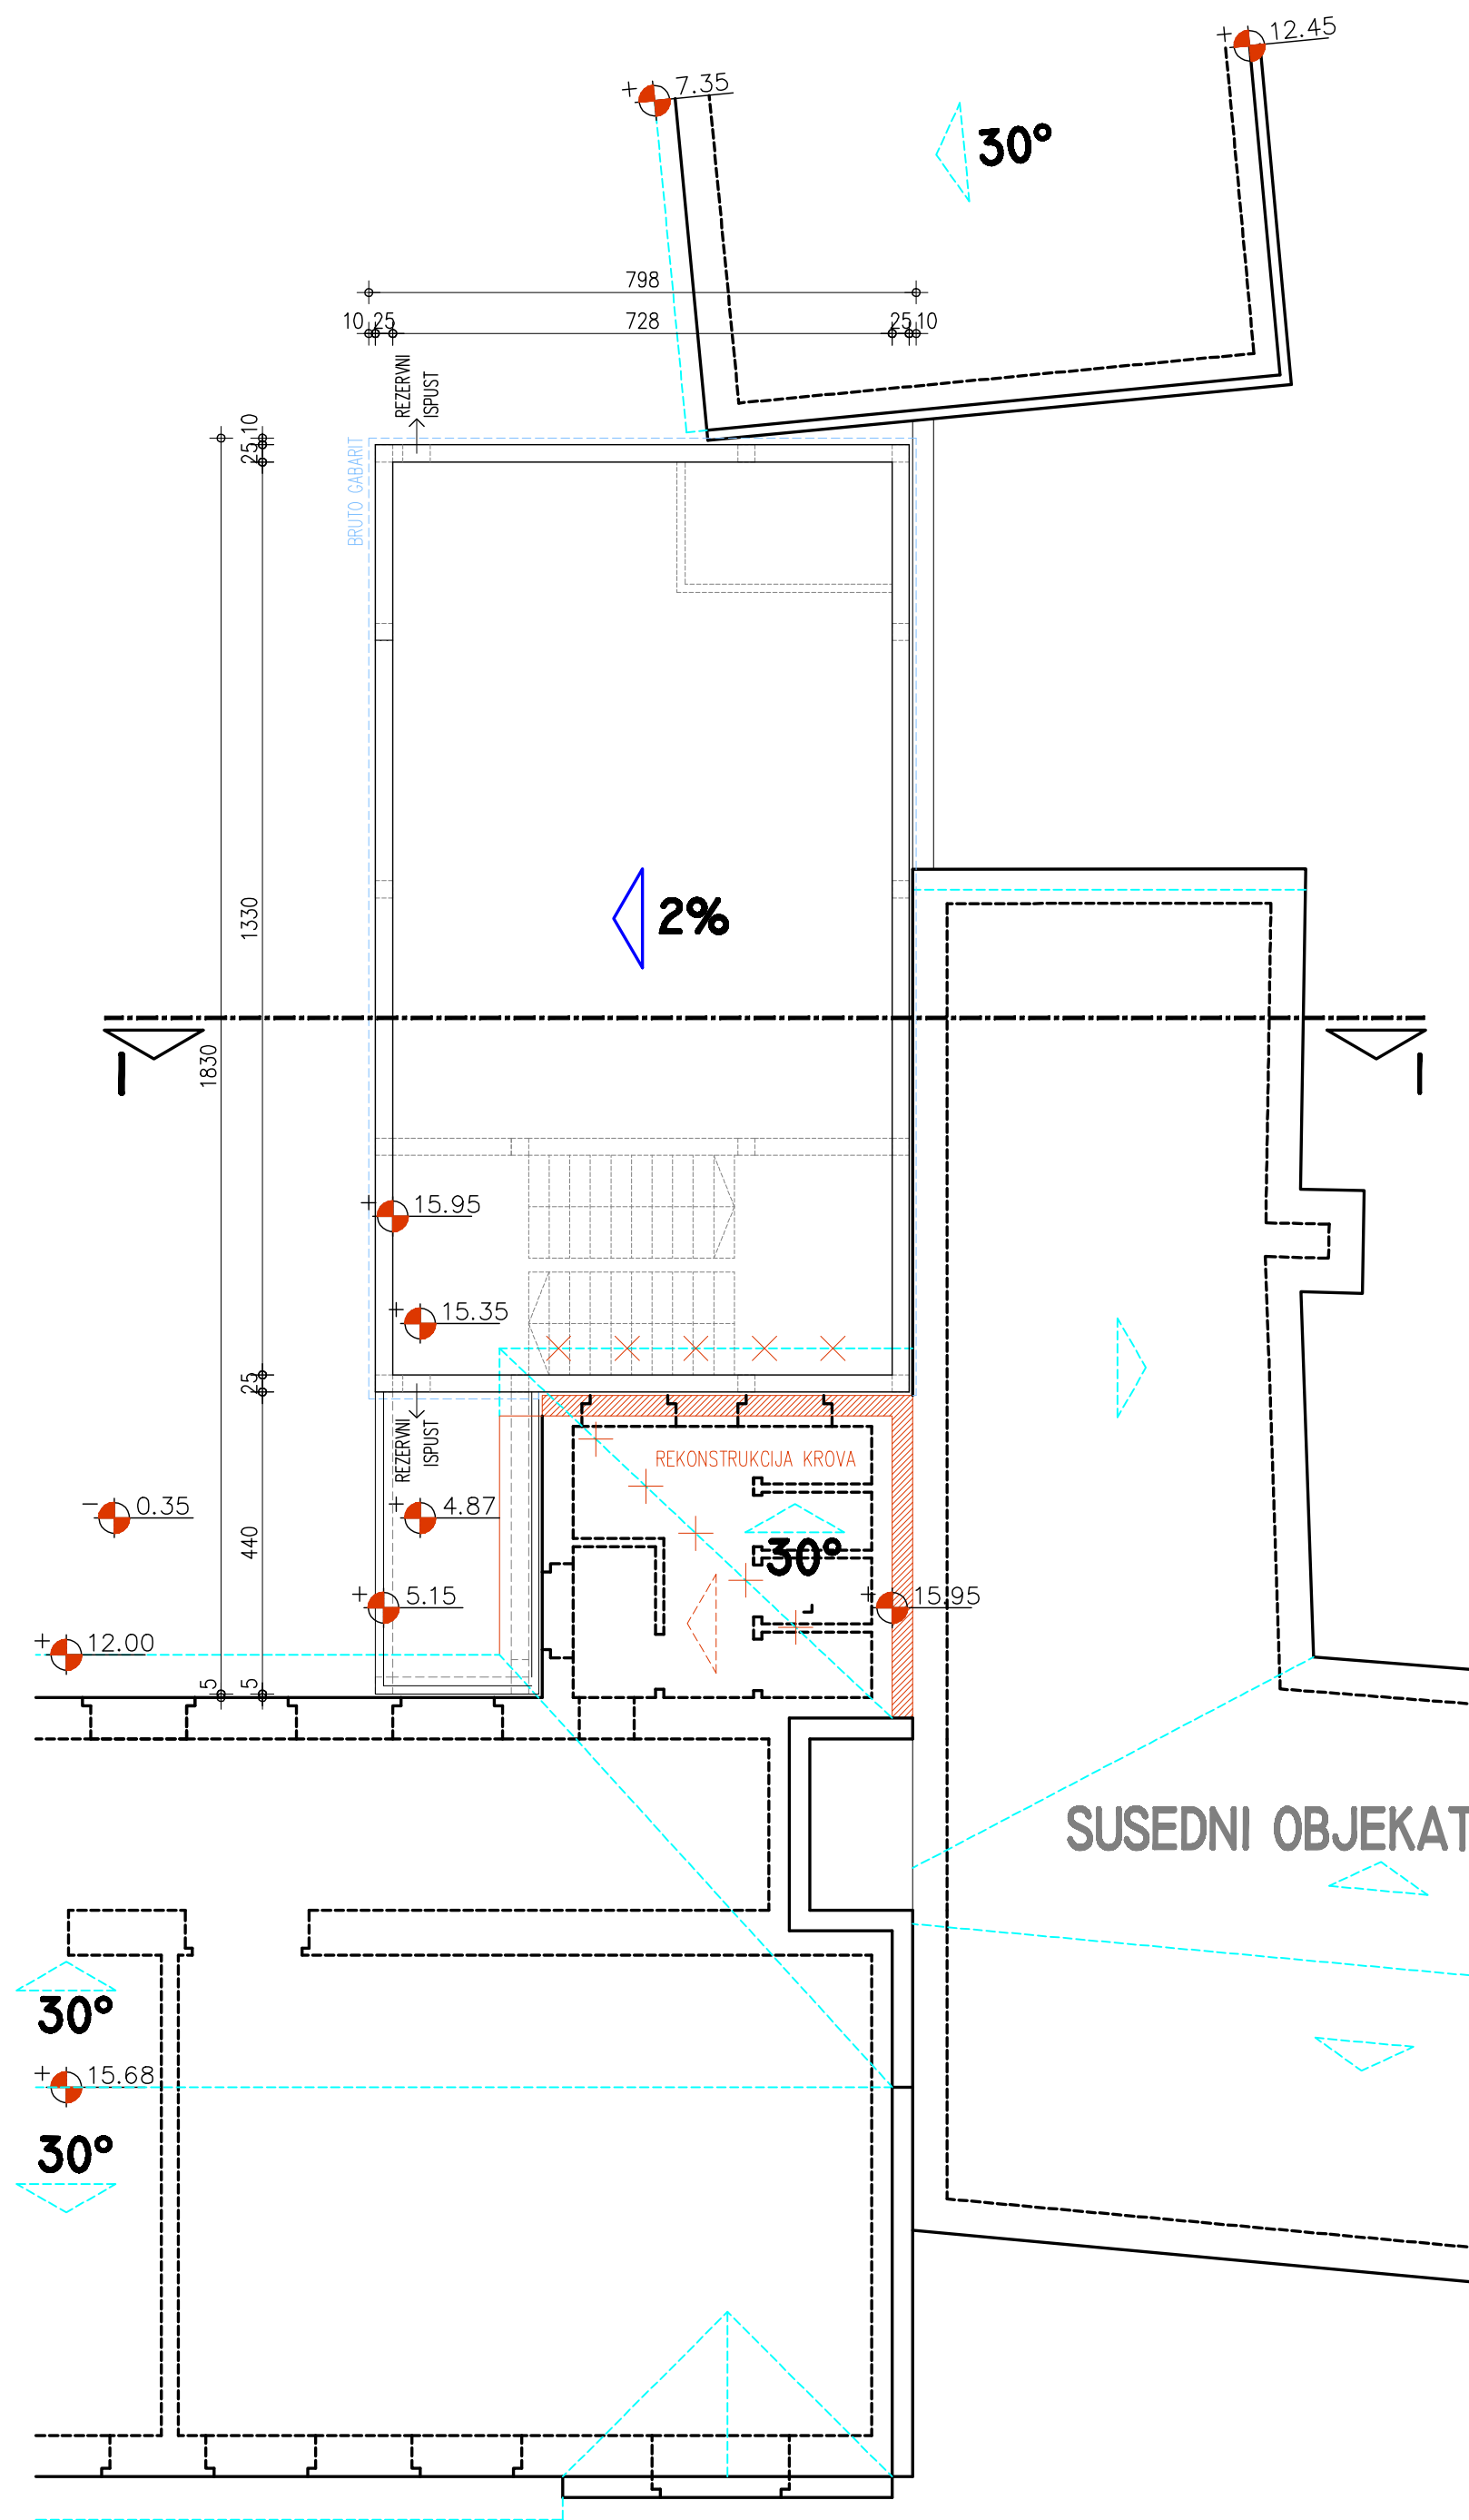 + 12.45
+ 7.35
30°
798
10 25 728 25 10
REZERVNI
ISPUST
25 10
BRUTO GABARIT
2%
1330
1830
I I
+ 15.95
+ 15.35
25
REZERVNI
ISPUST
REKONSTRUKCIJA KROVA
- 0.35
+ 4.87
440
30°
+ 5.15
+ 15.95
+ 12.00
5 5
SUSEDNI OBJEKAT
30°
+ 15.68
30°